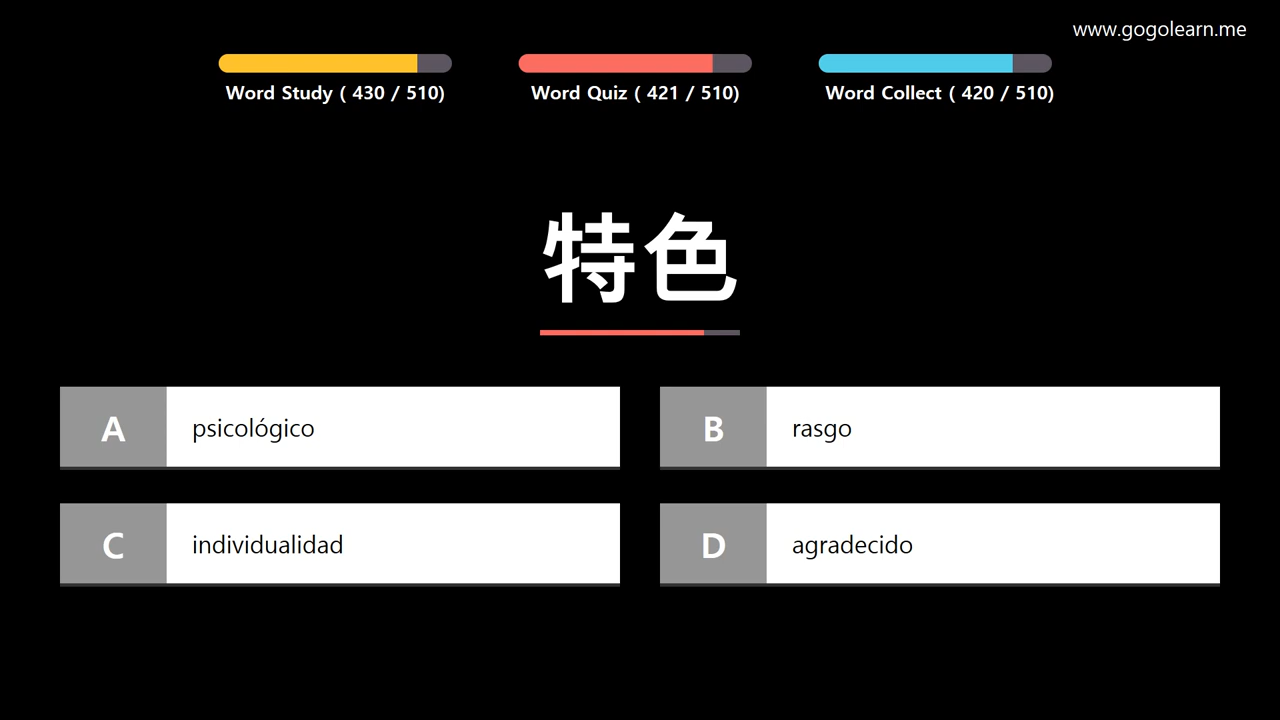 www.gogolearn.me
Word Study ( 430 / 510)
Word Quiz ( 421 / 510)
Word Collect ( 420 / 510)
特色
A psicológico
B rasgo
C individualidad
D agradecido